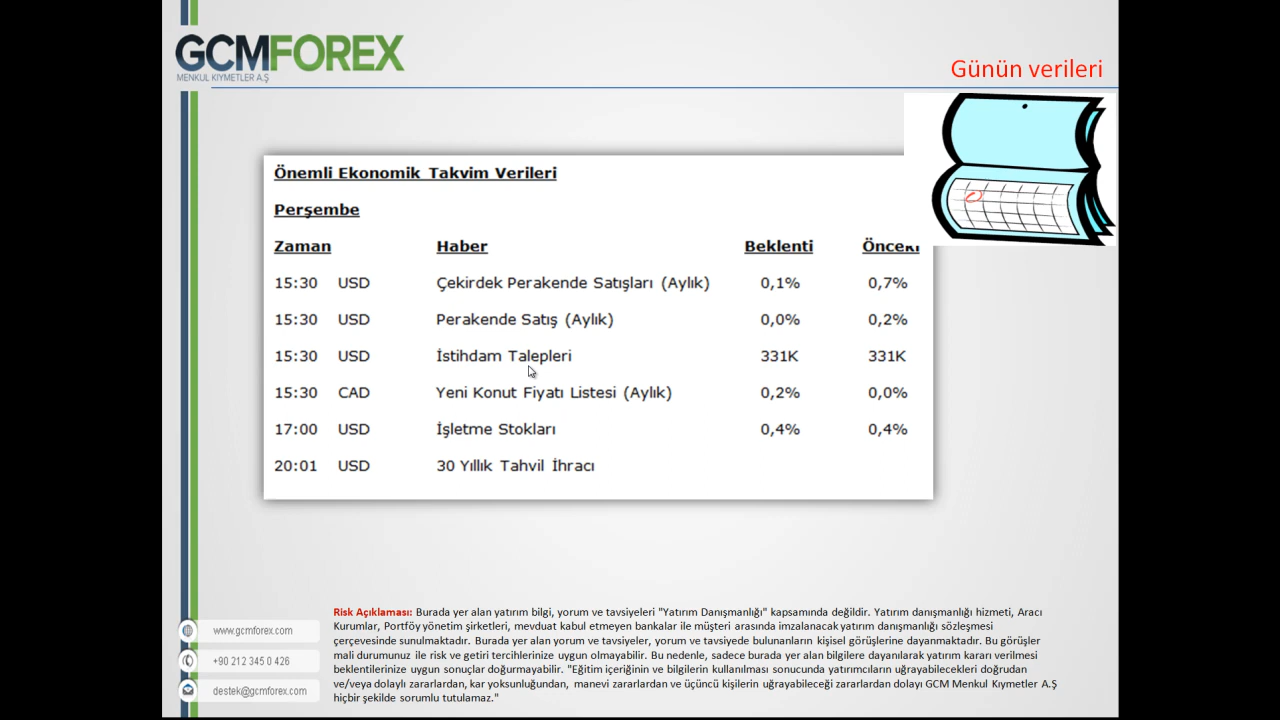 GCMFOREX
MENKUL KIYMETLER A.Ş
Günün verileri
Önemli Ekonomik Takvim Verileri
Perşembe
Zaman Haber Beklenti Önceki
15:30 USD Çekirdek Perakende Satışları (Aylık) 0,1% 0,7%
15:30 USD Perakende Satış (Aylık) 0,0% 0,2%
15:30 USD İstihdam Talepleri 331K 331K
15:30 CAD Yeni Konut Fiyatı Listesi (Aylık) 0,2% 0,0%
17:00 USD İşletme Stokları 0,4% 0,4%
20:01 USD 30 Yıllık Tahvil İhracı
Risk Açıklaması: Burada yer alan yatırım bilgi, yorum ve tavsiyeleri "Yatırım Danışmanlığı" kapsamında değildir. Yatırım danışmanlığı hizmeti, Aracı
Kurumlar, Portföy yönetim şirketleri, mevduat kabul etmeyen bankalar ile müşteri arasında imzalanacak yatırım danışmanlığı sözleşmesi
çerçevesinde sunulmaktadır. Burada yer alan yorum ve tavsiyeler, yorum ve tavsiyede bulunanların kişisel görüşlerine dayanmaktadır. Bu görüşler
mali durumunuz ile risk ve getiri tercihlerinize uygun olmayabilir. Bu nedenle, sadece burada yer alan bilgilere dayanılarak yatırım kararı verilmesi
beklentilerinize uygun sonuçlar doğurmayabilir. "Eğitim içeriğinin ve bilgilerin kullanılması sonucunda yatırımcıların uğrayabilecekleri doğrudan
ve/veya dolaylı zararlardan, kar yoksunluğundan, manevi zararlardan ve üçüncü kişilerin uğrayabileceği zararlardan dolayı GCM Menkul Kıymetler A.Ş
hiçbir şekilde sorumlu tutulamaz."
www.gcmforex.com
+90 212 345 0 426
destek@gcmforex.com